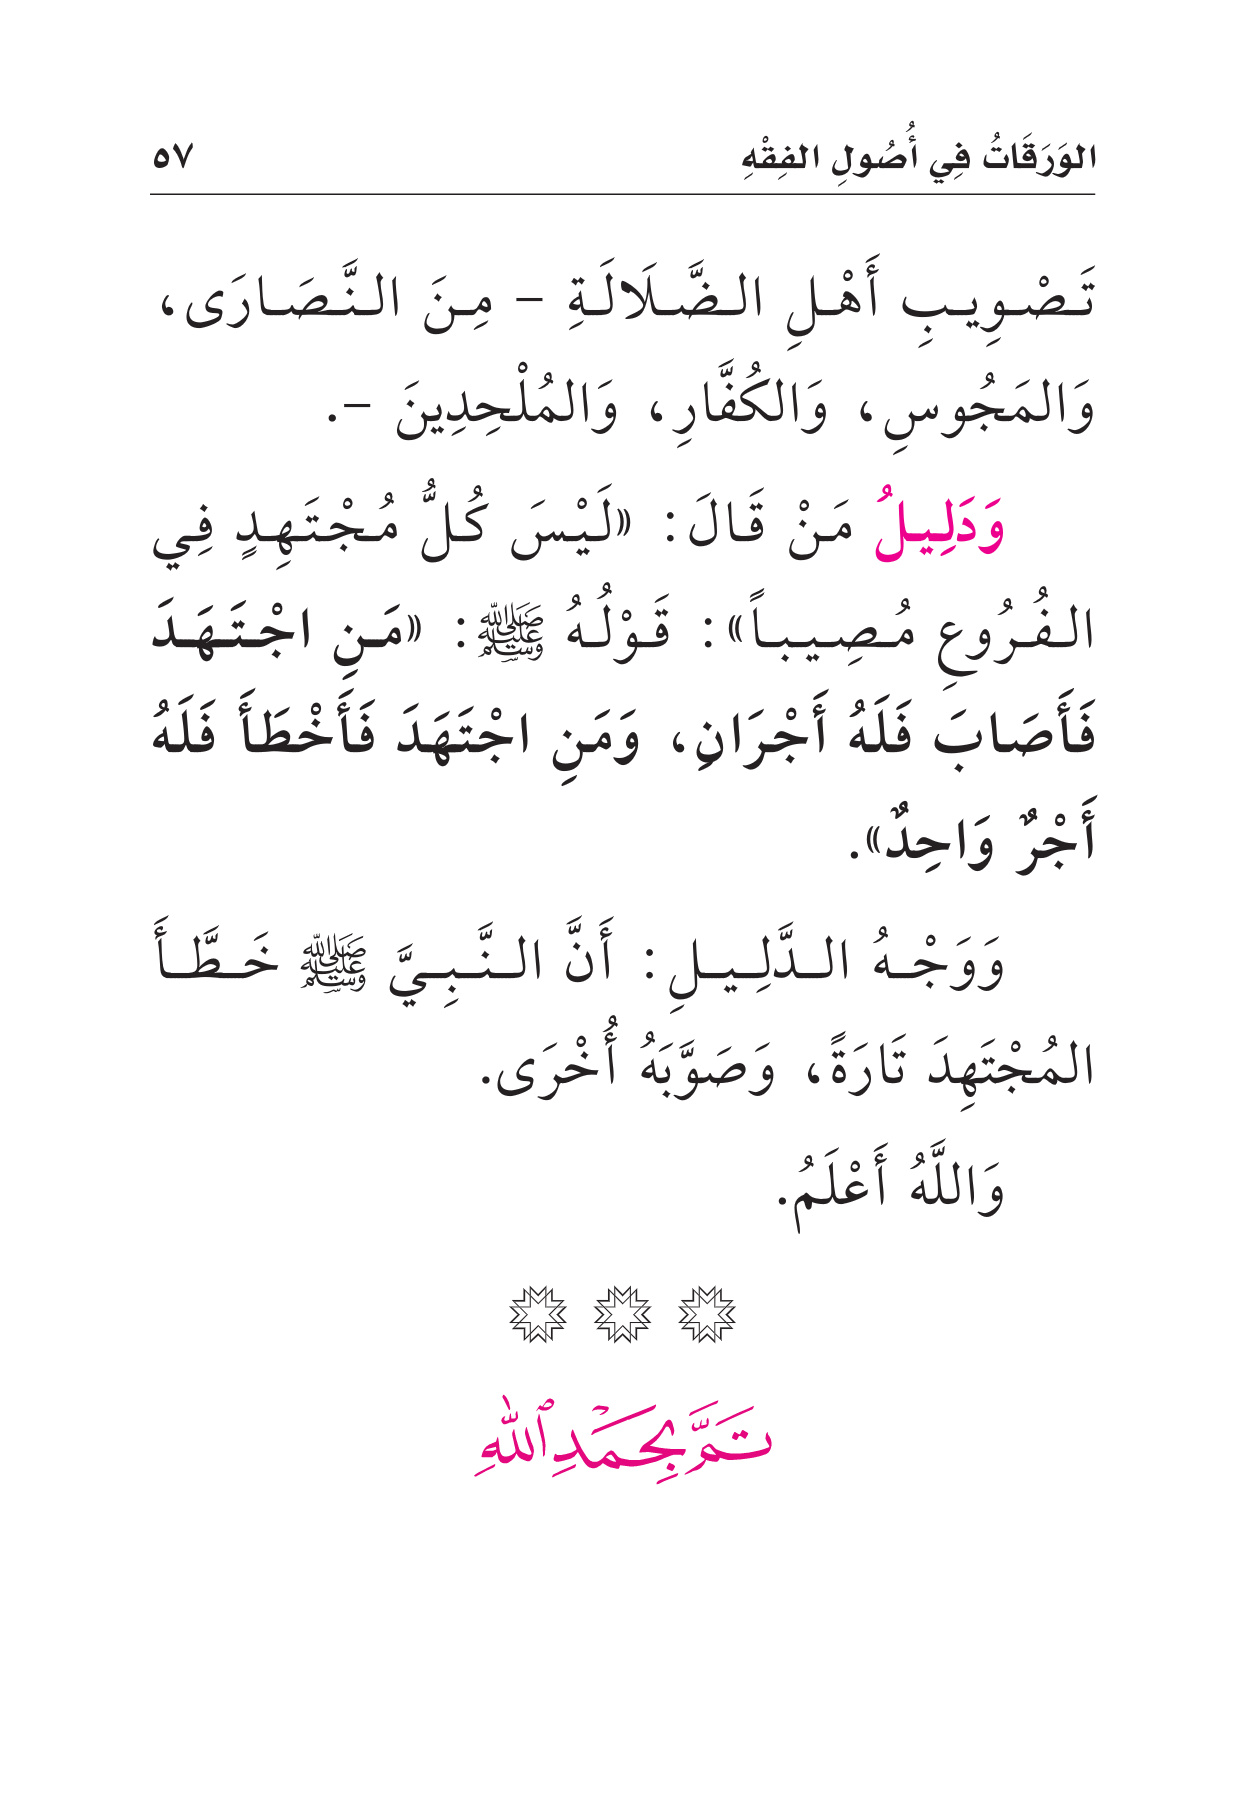 الوَرَقَاتُ فِي أُصُولِ الفِقْهِ ٥٧
تَصْوِيبِ أَهْلِ الضَّلَالَةِ – مِنَ النَّصَارَى،
وَالمَجُوسِ، وَالكُفَّارِ، وَالمُلْحِدِينَ –.
وَدَلِيلُ مَنْ قَالَ: «لَيْسَ كُلُّ مُجْتَهِدٍ فِي
الفُرُوعِ مُصِيباً»: قَوْلُهُ ﷺ: «مَنِ اجْتَهَدَ
فَأَصَابَ فَلَهُ أَجْرَانِ، وَمَنِ اجْتَهَدَ فَأَخْطَأَ فَلَهُ
أَجْرٌ وَاحِدٌ».
وَوَجْهُ الدَّلِيلِ: أَنَّ النَّبِيَّ ﷺ خَطَّأَ
المُجْتَهِدَ تَارَةً، وَصَوَّبَهُ أُخْرَى.
وَاللَّهُ أَعْلَمُ.
تَمَّ بِحَمْدِ ٱللَّهِ